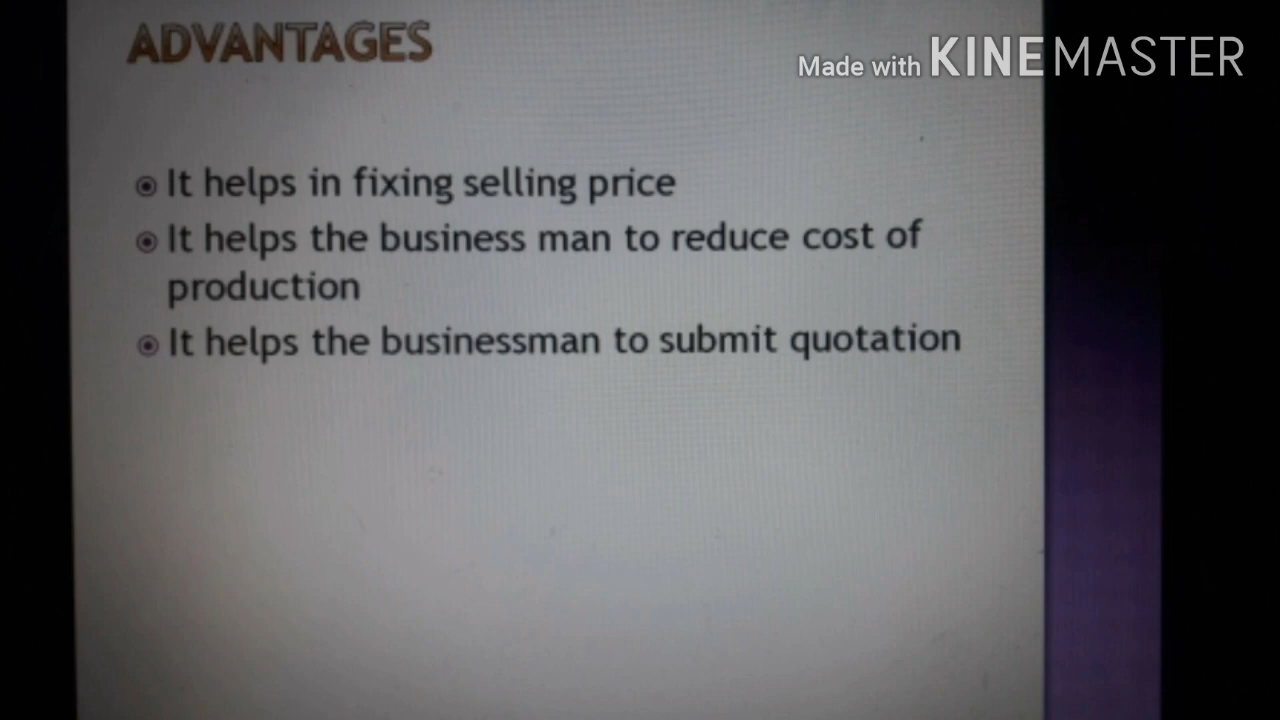 ADVANTAGES
Made with KINEMASTER
It helps in fixing selling price
It helps the business man to reduce cost of
production
It helps the businessman to submit quotation